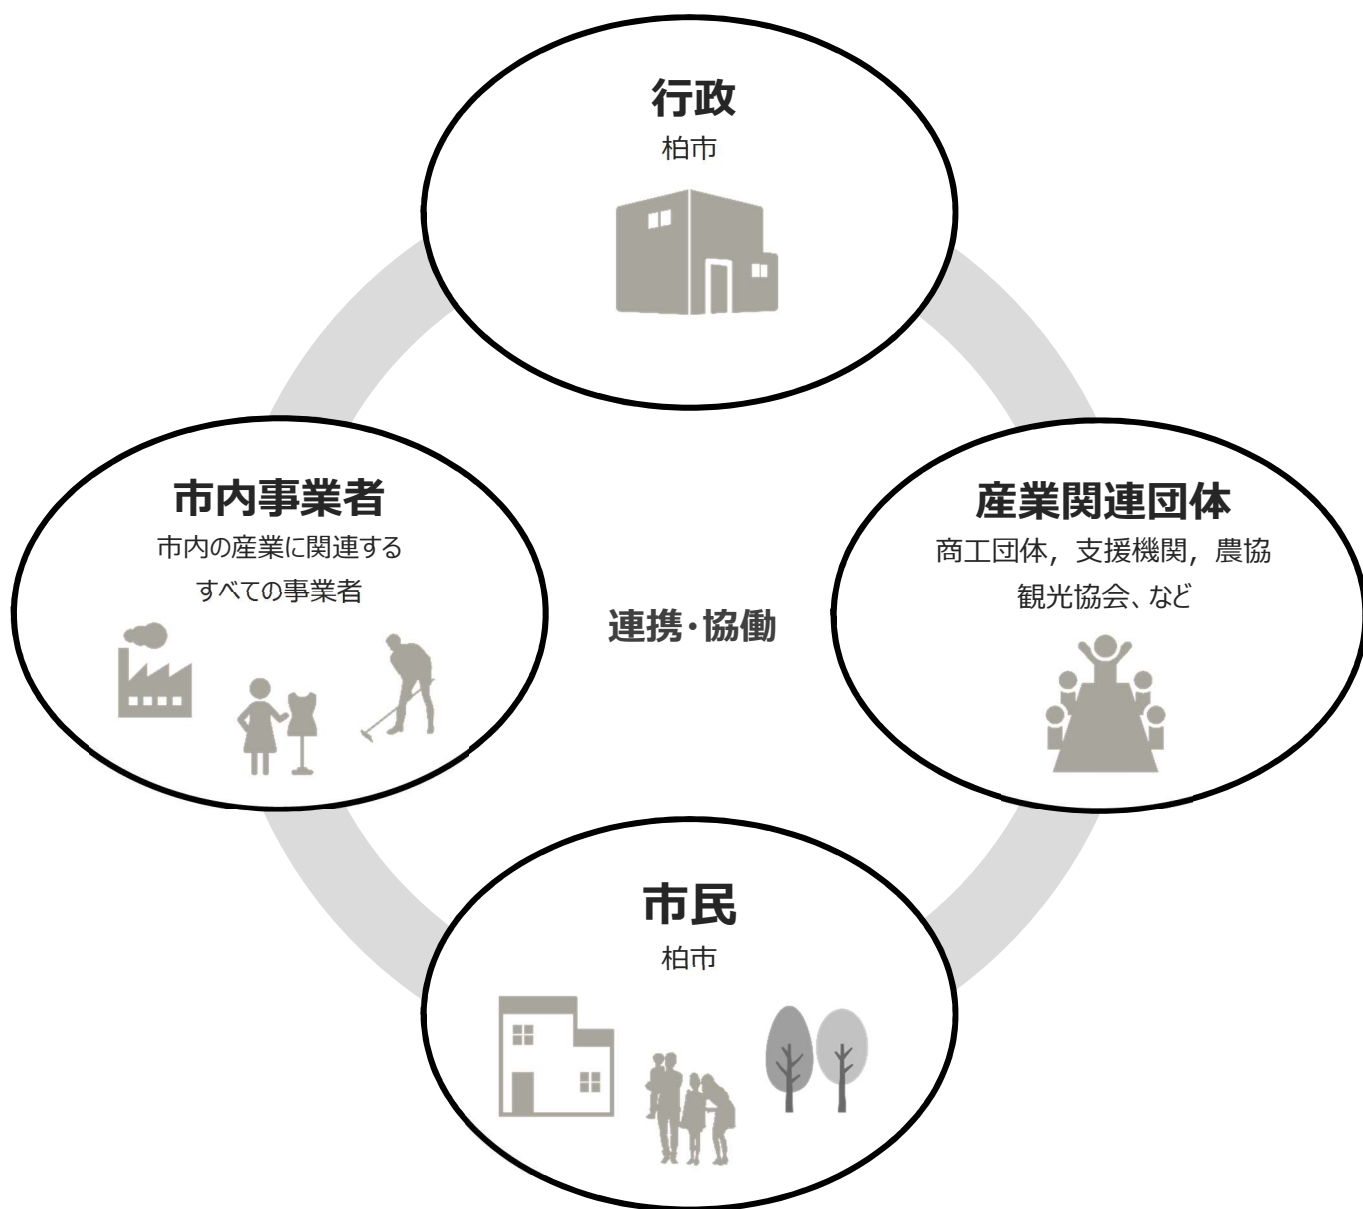 行政
柏市
市内事業者
市内の産業に関連する
すべての事業者
産業関連団体
商工団体，支援機関，農協
観光協会、など
連携・協働
市民
柏市